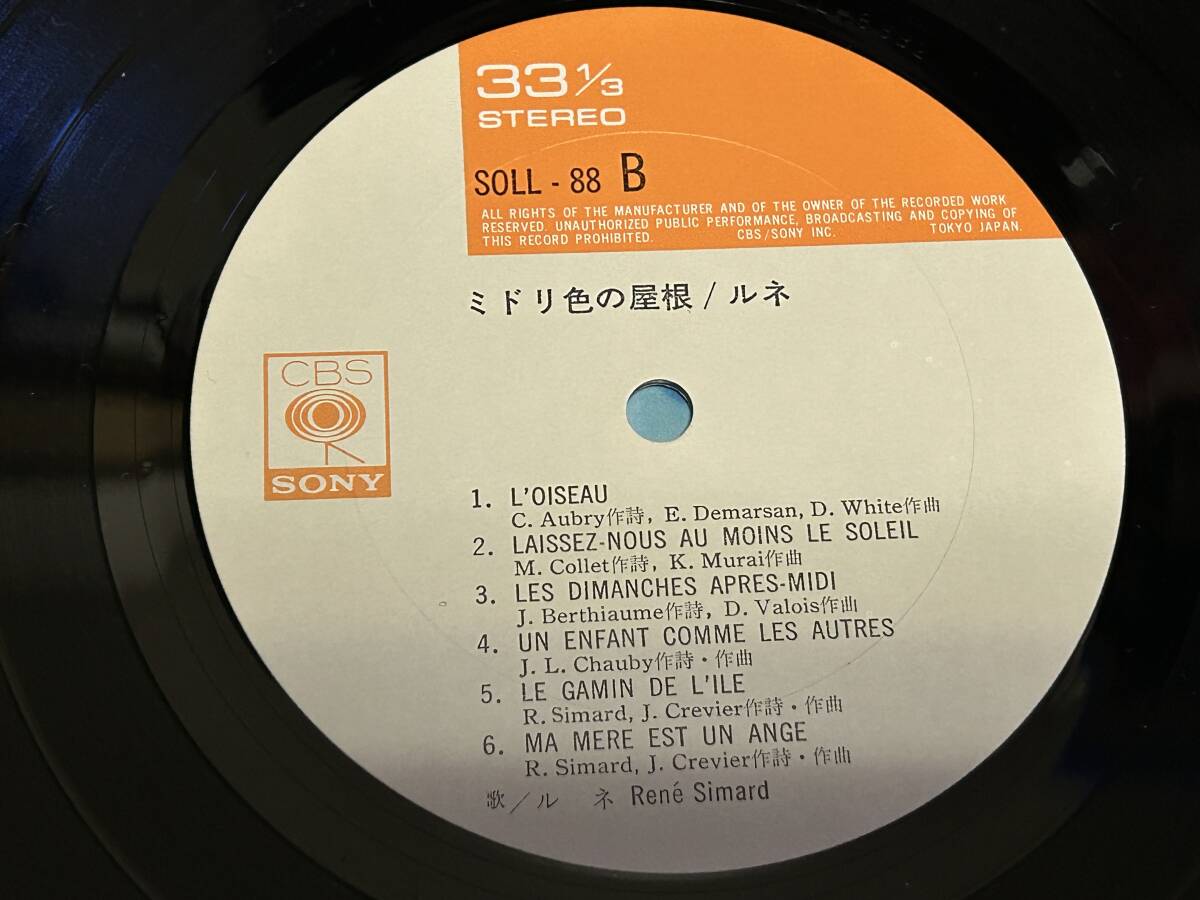 33 1/3
STEREO
SOLL - 88 B
ALL RIGHTS OF THE MANUFACTURER AND OF THE OWNER OF THE RECORDED WORK
RESERVED. UNAUTHORIZED PUBLIC PERFORMANCE, BROADCASTING AND COPYING OF
THIS RECORD PROHIBITED. CBS/SONY INC. TOKYO JAPAN.
ミドリ色の屋根/ルネ
CBS
SONY
1. L'OISEAU
C. Aubry作詩, E. Demarsan, D. White作曲
2. LAISSEZ-NOUS AU MOINS LE SOLEIL
M. Collet作詩, K. Murai作曲
3. LES DIMANCHES APRES-MIDI
J. Berthiaume作詩, D. Valois作曲
4. UN ENFANT COMME LES AUTRES
J. L. Chauby作詩・作曲
5. LE GAMIN DE L'ILE
R. Simard, J. Crevier作詩・作曲
6. MA MERE EST UN ANGE
R. Simard, J. Crevier作詩・作曲
歌/ル ネ René Simard